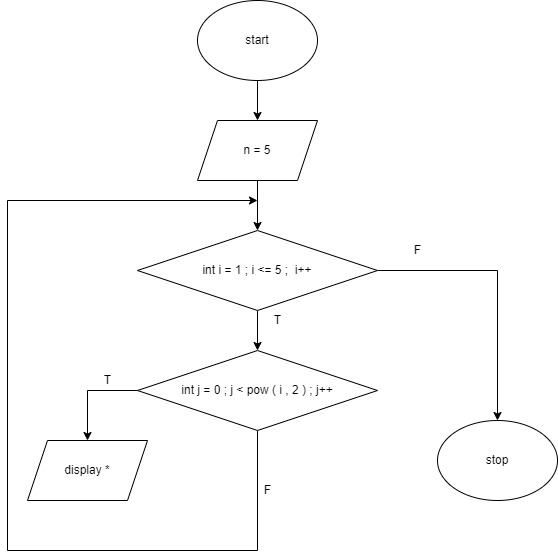 start
n = 5
int i = 1 ; i <= 5 ;  i++
F
T
int j = 0 ; j < pow ( i , 2 ) ; j++
T
display *
stop
F